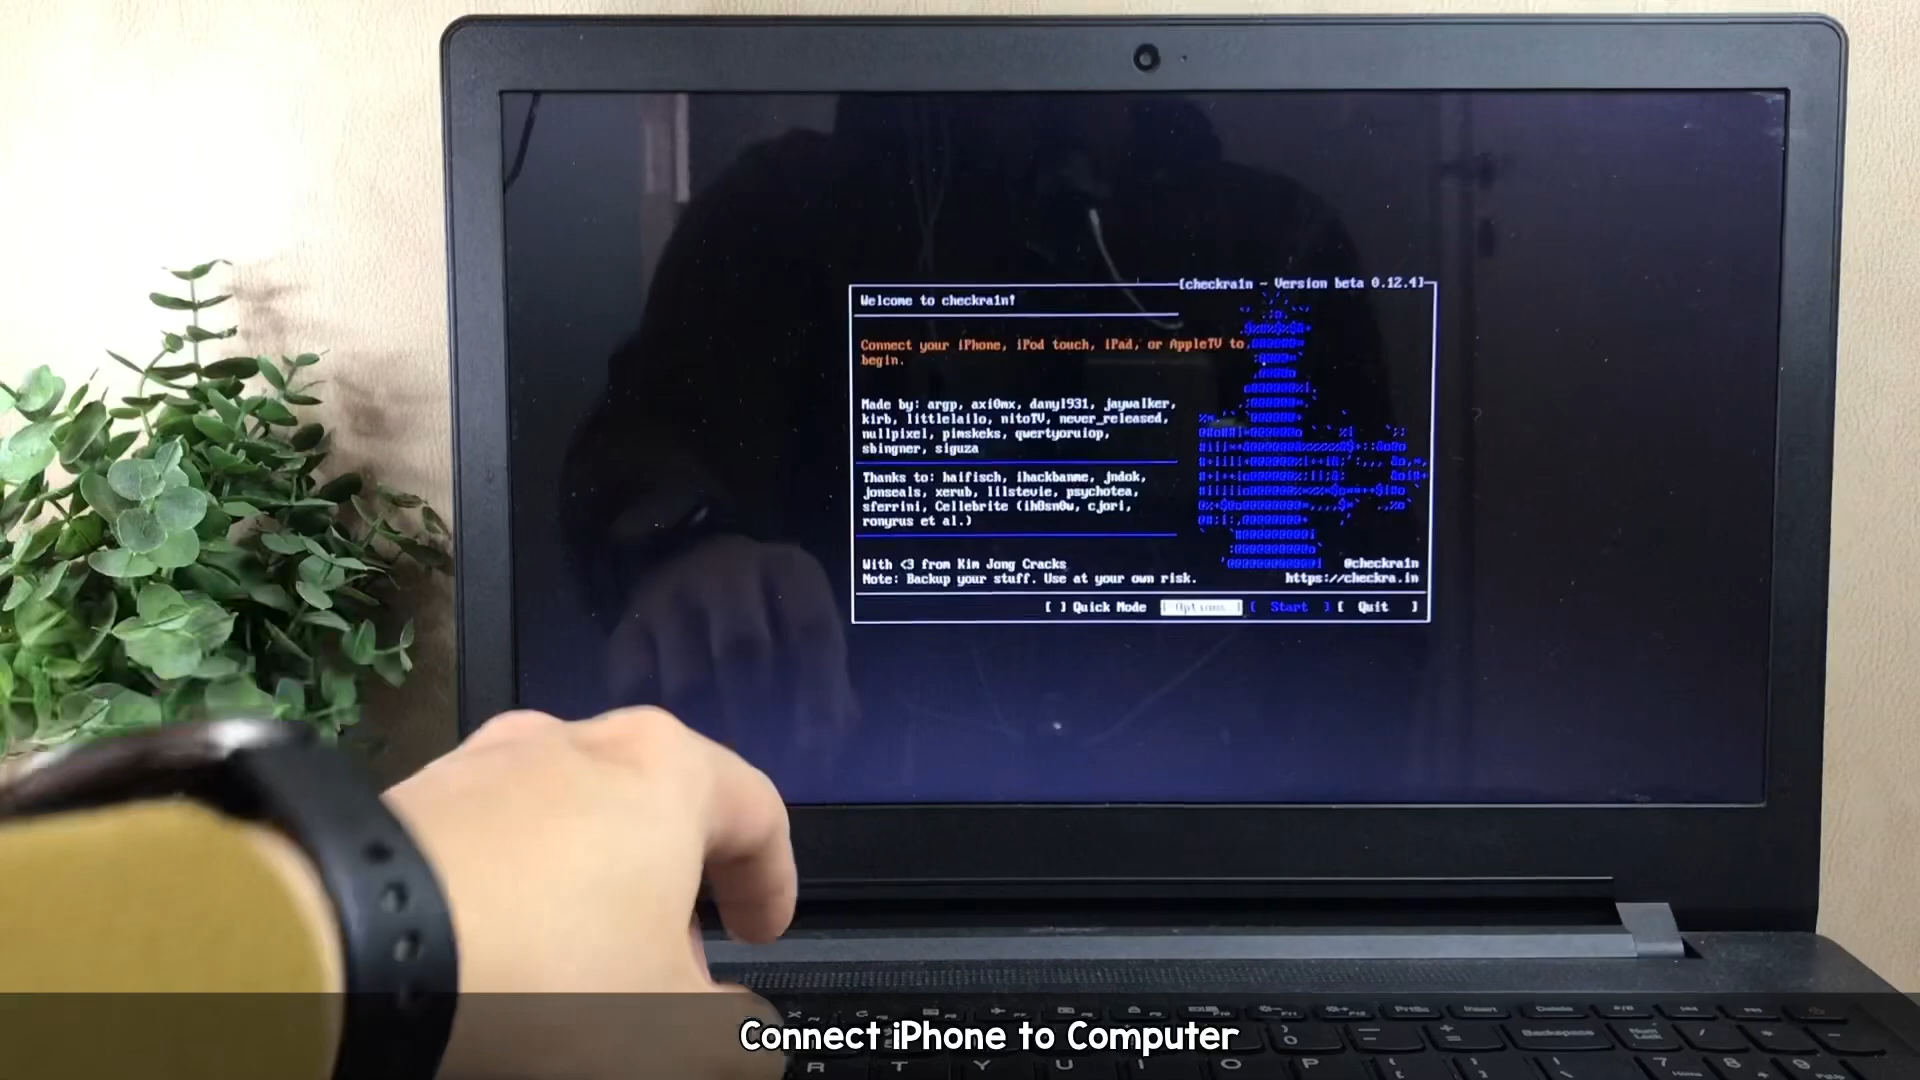 [checkra1n ~ Version beta 0.12.4]
Welcome to checkra1n!
Connect your iPhone, iPod touch, iPad, or AppleTV to
begin.
Made by: argp, axi0mx, danyl931, jaywalker,
kirb, littlelailo, nitoTV, never_released,
nullpixel, pimskeks, qwertyoruiop,
sbingner, siguza
Thanks to: haifisch, ihackbanme, jndok,
jonseals, xerub, lilstevie, psychotea,
sferrini, Cellebrite (ih8sn0w, cjori,
ronyrus et al.)
With <3 from Kim Jong Cracks
@checkra1n
Note: Backup your stuff. Use at your own risk.
https://checkra.in
[ ] Quick Mode [ Options ] [ Start ] [ Quit ]
Backspace
R T Y U I O P
Connect iPhone to Computer